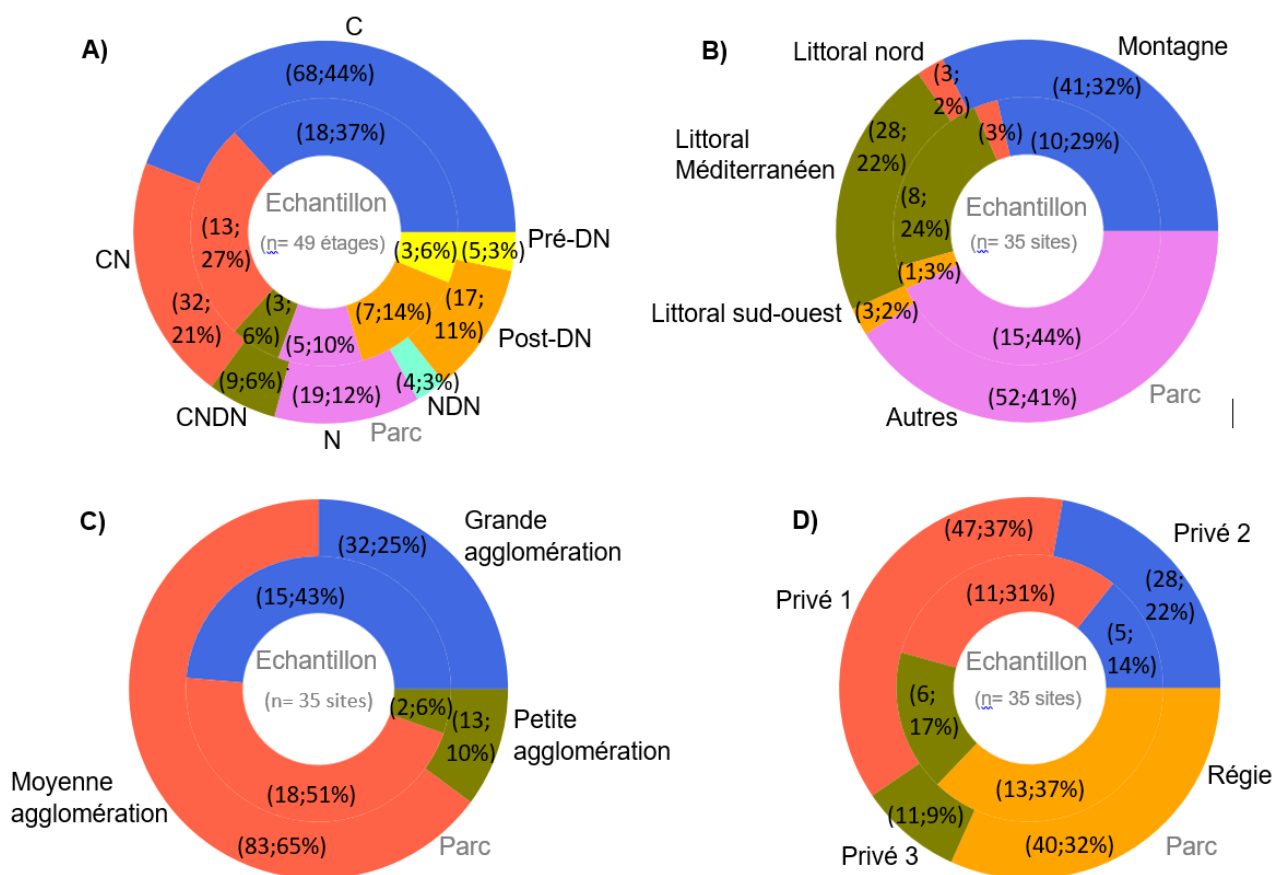 A)
C
(68;44%)
(18;37%)
Echantillon
(n= 49 étages)
(13;
27%)
CN
(32;
21%)
(3;
6%)
(9;6%)
CNDN
(5;10%
(19;12%)
N
Parc
(7;14%)
(4;3%)
NDN
(17;
11%)
Post-DN
(3;6%)
(5;3%)
Pré-DN
B)
Littoral nord
(3;
2%)
Montagne
(41;32%)
(3%)
(10;29%)
Littoral
Méditerranéen
(28;
22%)
(8;
24%)
Echantillon
(n= 35 sites)
(1;3%)
Littoral sud-ouest
(3;2%)
(15;44%)
(52;41%)
Autres
Parc
C)
Grande
agglomération
(32;25%)
(15;43%)
Echantillon
(n= 35 sites)
(2;6%)
(13;
10%)
Petite
agglomération
Moyenne
agglomération
(18;51%)
(83;65%)
Parc
D)
(47;37%)
Privé 2
(28;
22%)
Privé 1
(11;31%)
(5;
14%)
Echantillon
(n= 35 sites)
(6;
17%)
(13;37%)
Régie
(11;9%)
Privé 3
(40;32%)
Parc